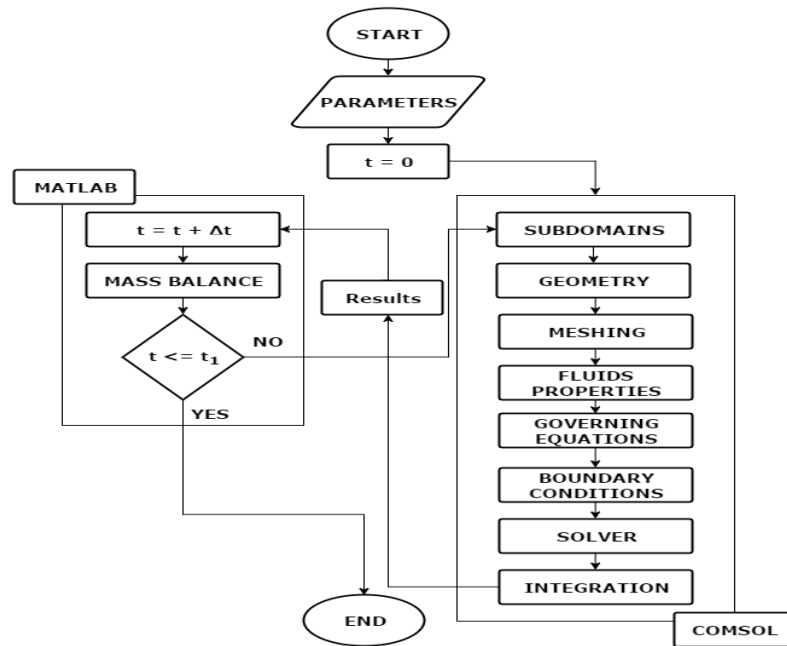 START
PARAMETERS
t = 0
MATLAB
t = t + Δt
MASS BALANCE
t <= t₁
NO
YES
Results
SUBDOMAINS
GEOMETRY
MESHING
FLUIDS
PROPERTIES
GOVERNING
EQUATIONS
BOUNDARY
CONDITIONS
SOLVER
INTEGRATION
COMSOL
END